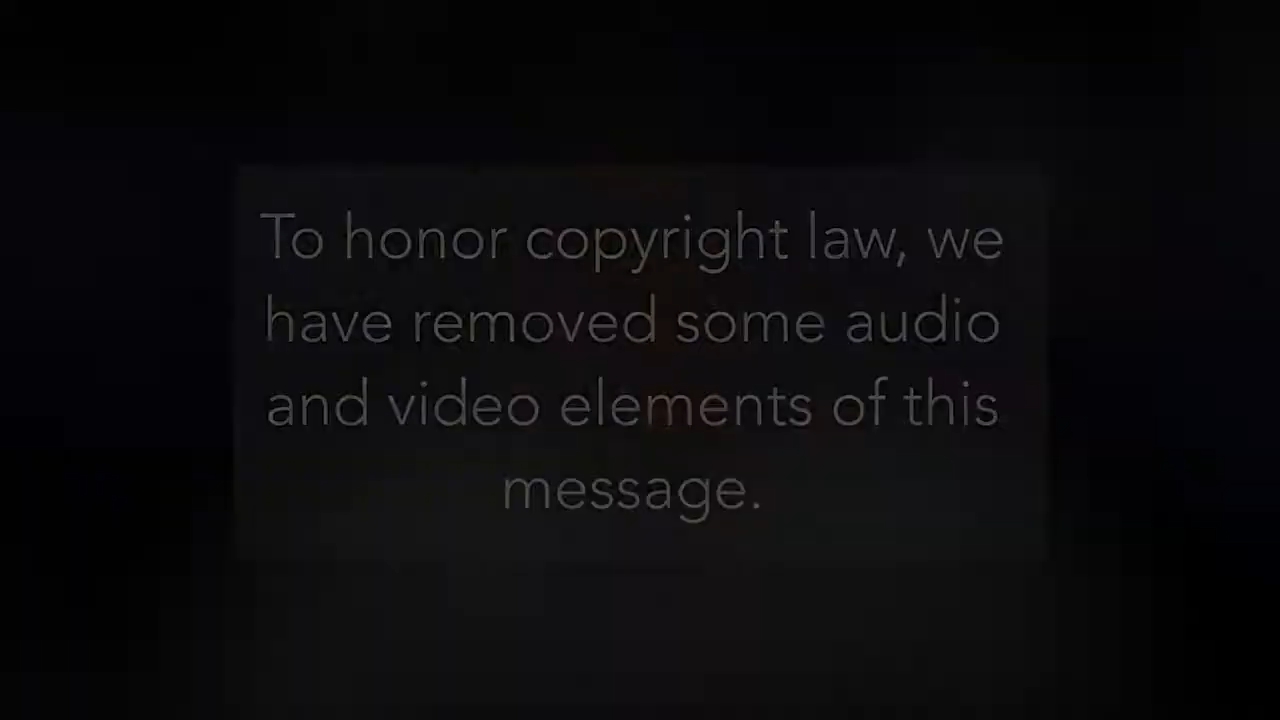 To honor copyright law, we
have removed some audio
and video elements of this
message.